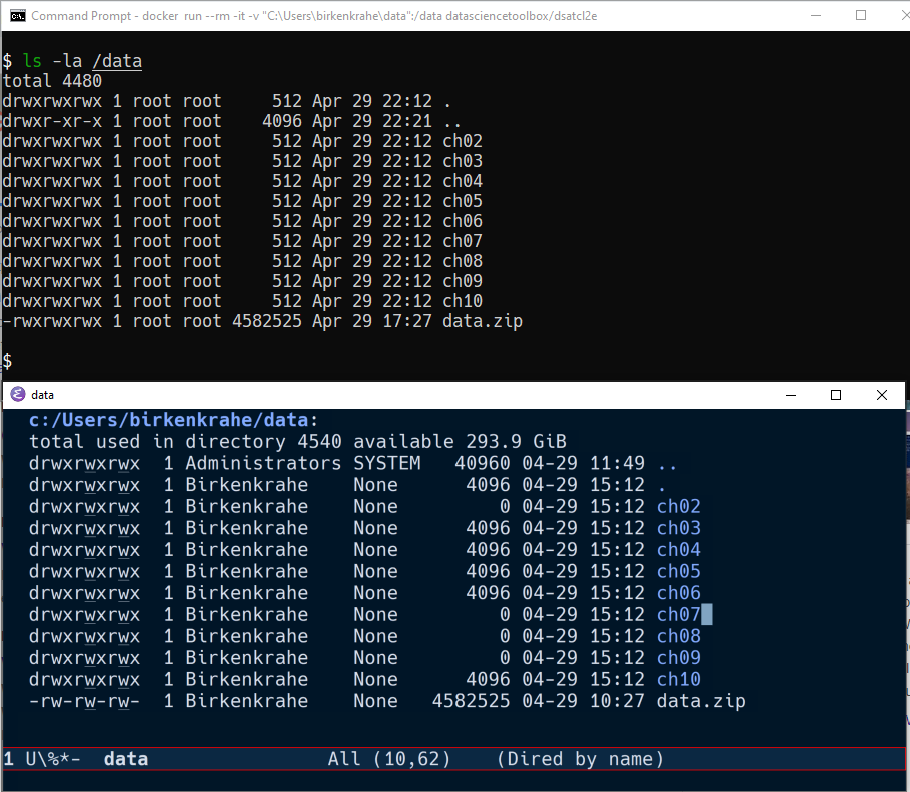 Command Prompt - docker run --rm -it -v "C:\Users\birkenkrahe\data":/data datasciencetoolbox/dsatcl2e
$ ls -la /data
total 4480
drwxrwxrwx 1 root root     512 Apr 29 22:12 .
drwxr-xr-x 1 root root    4096 Apr 29 22:21 ..
drwxrwxrwx 1 root root     512 Apr 29 22:12 ch02
drwxrwxrwx 1 root root     512 Apr 29 22:12 ch03
drwxrwxrwx 1 root root     512 Apr 29 22:12 ch04
drwxrwxrwx 1 root root     512 Apr 29 22:12 ch05
drwxrwxrwx 1 root root     512 Apr 29 22:12 ch06
drwxrwxrwx 1 root root     512 Apr 29 22:12 ch07
drwxrwxrwx 1 root root     512 Apr 29 22:12 ch08
drwxrwxrwx 1 root root     512 Apr 29 22:12 ch09
drwxrwxrwx 1 root root     512 Apr 29 22:12 ch10
-rwxrwxrwx 1 root root 4582525 Apr 29 17:27 data.zip
$
data
c:/Users/birkenkrahe/data:
total used in directory 4540 available 293.9 GiB
drwxrwxrwx  1 Administrators SYSTEM   40960 04-29 11:49 ..
drwxrwxrwx  1 Birkenkrahe    None      4096 04-29 15:12 .
drwxrwxrwx  1 Birkenkrahe    None         0 04-29 15:12 ch02
drwxrwxrwx  1 Birkenkrahe    None      4096 04-29 15:12 ch03
drwxrwxrwx  1 Birkenkrahe    None      4096 04-29 15:12 ch04
drwxrwxrwx  1 Birkenkrahe    None      4096 04-29 15:12 ch05
drwxrwxrwx  1 Birkenkrahe    None      4096 04-29 15:12 ch06
drwxrwxrwx  1 Birkenkrahe    None         0 04-29 15:12 ch07
drwxrwxrwx  1 Birkenkrahe    None         0 04-29 15:12 ch08
drwxrwxrwx  1 Birkenkrahe    None         0 04-29 15:12 ch09
drwxrwxrwx  1 Birkenkrahe    None      4096 04-29 15:12 ch10
-rw-rw-rw-  1 Birkenkrahe    None   4582525 04-29 10:27 data.zip
1 U\%*-  data                All (10,62)    (Dired by name)